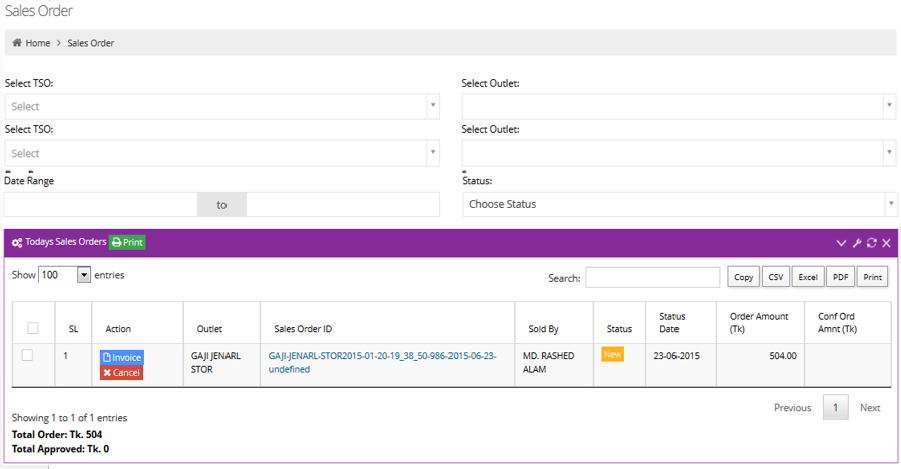 Sales Order
Home > Sales Order
Select TSO: Select Outlet:
Select
Select TSO: Select Outlet:
Select
Date Range Status:
to Choose Status
Todays Sales Orders Print
Show 100 entries Search: Copy CSV Excel PDF Print
SL Action Outlet Sales Order ID Sold By Status Status Date Order Amount (Tk) Conf Ord Amnt (Tk)
1 Invoice GAJI JENARL GAJI-JENARL-STOR2015-01-20-19_38_50-986-2015-06-23- MD. RASHED New 23-06-2015 504.00
Cancel STOR undefined ALAM
Previous 1 Next
Showing 1 to 1 of 1 entries
Total Order: Tk. 504
Total Approved: Tk. 0